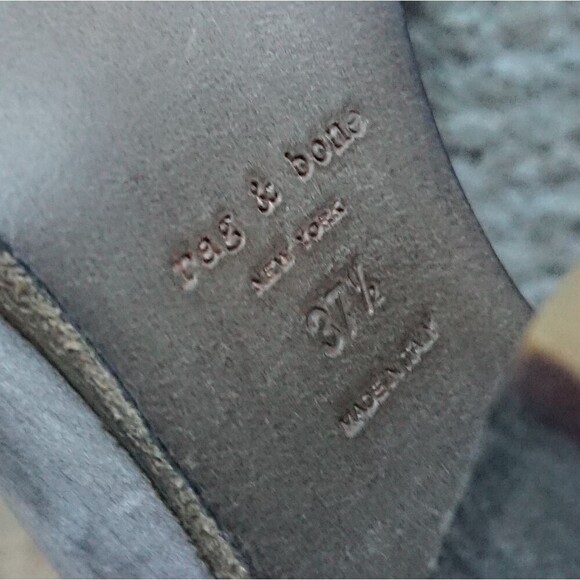 rag & bone
NEW YORK
37½
MADE IN ITALY